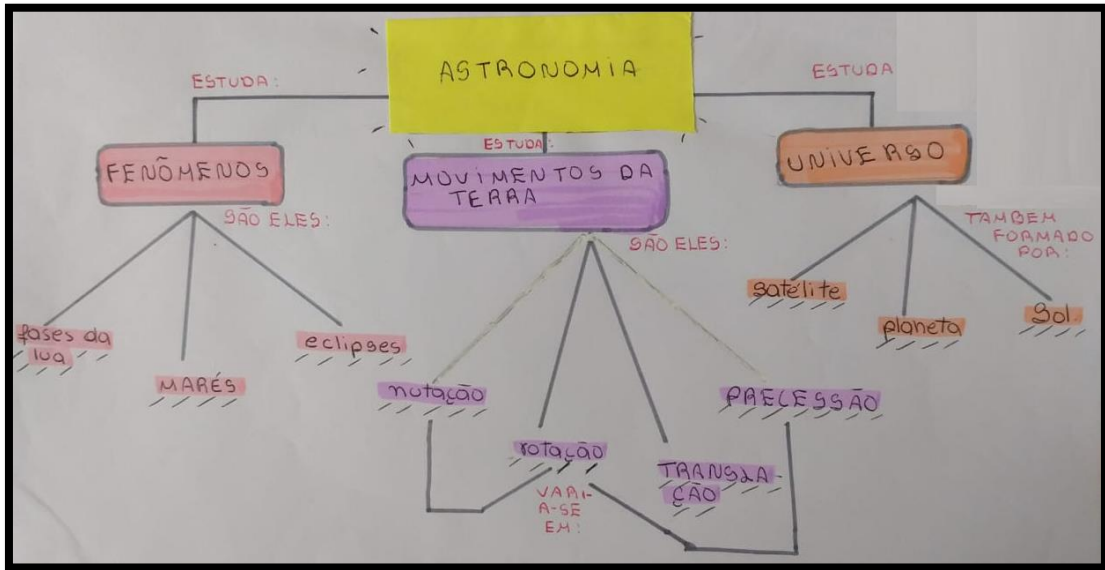 ASTRONOMIA
ESTUDA:
ESTUDA:
ESTUDA
FENÔMENOS
MOVIMENTOS DA
TERRA
UNIVERSO
SÃO ELES:
SÃO ELES:
TAMBEM
FORMADO
POR:
fases da
lua
MARÉS
eclipses
nutação
rotação
TRANSLA-
ÇÃO
PRECESSÃO
satélite
planeta
Sol.
VARI-
A-SE
EM: